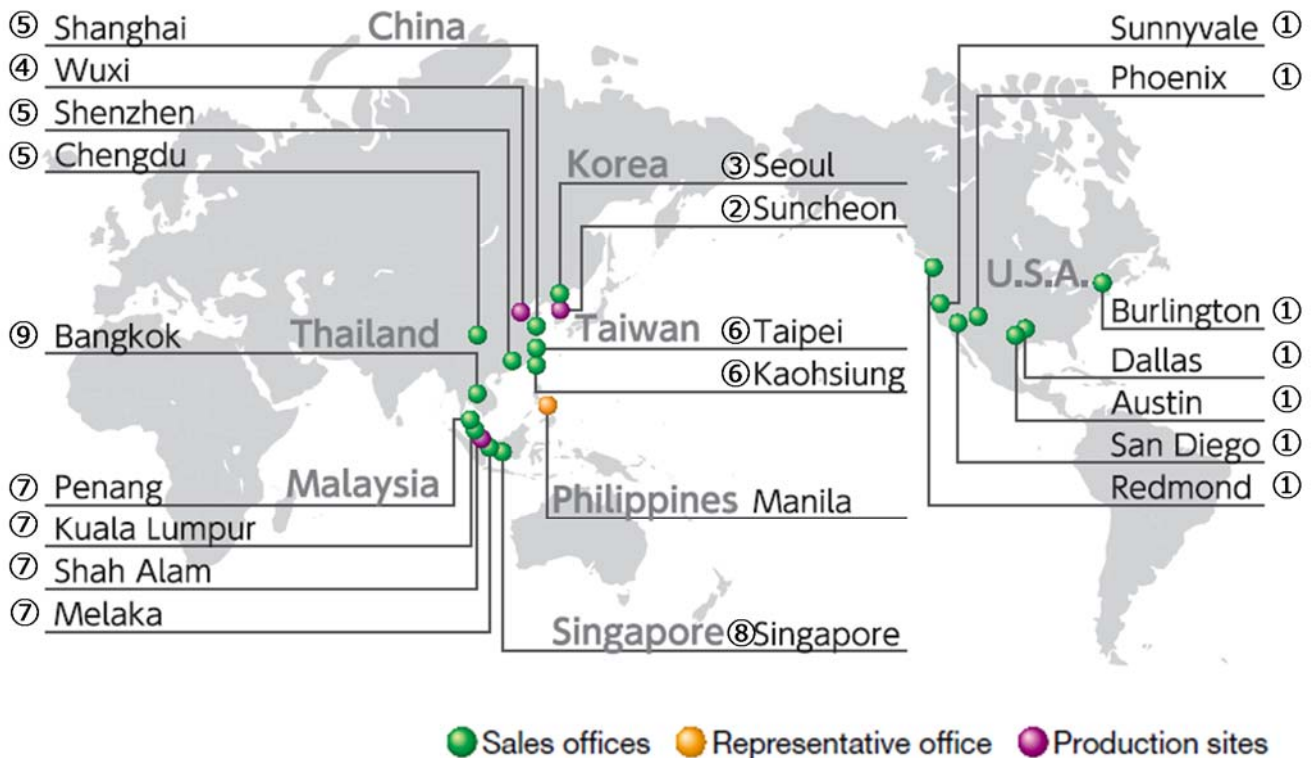 ⑤ Shanghai
China
④ Wuxi
⑤ Shenzhen
⑤ Chengdu
Korea
③Seoul
②Suncheon
Sunnyvale ①
Phoenix ①
U.S.A.
Burlington ①
Dallas ①
Austin ①
San Diego ①
Redmond ①
⑨ Bangkok
Thailand
Taiwan
⑥Taipei
⑥Kaohsiung
⑦ Penang
Malaysia
⑦ Kuala Lumpur
⑦ Shah Alam
⑦ Melaka
Philippines Manila
Singapore⑧Singapore
Sales offices
Representative office
Production sites